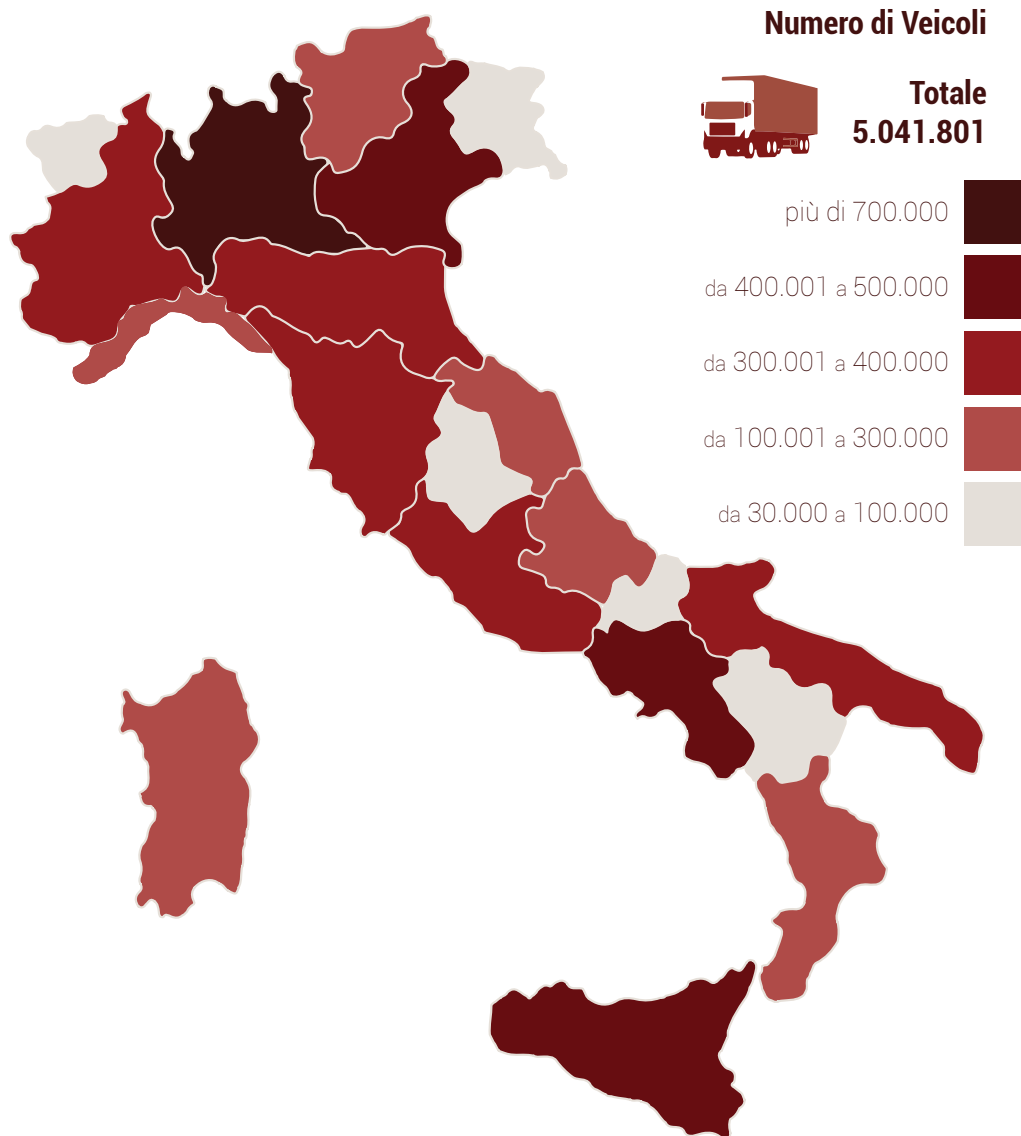 Numero di Veicoli
Totale
5.041.801
più di 700.000
da 400.001 a 500.000
da 300.001 a 400.000
da 100.001 a 300.000
da 30.000 a 100.000